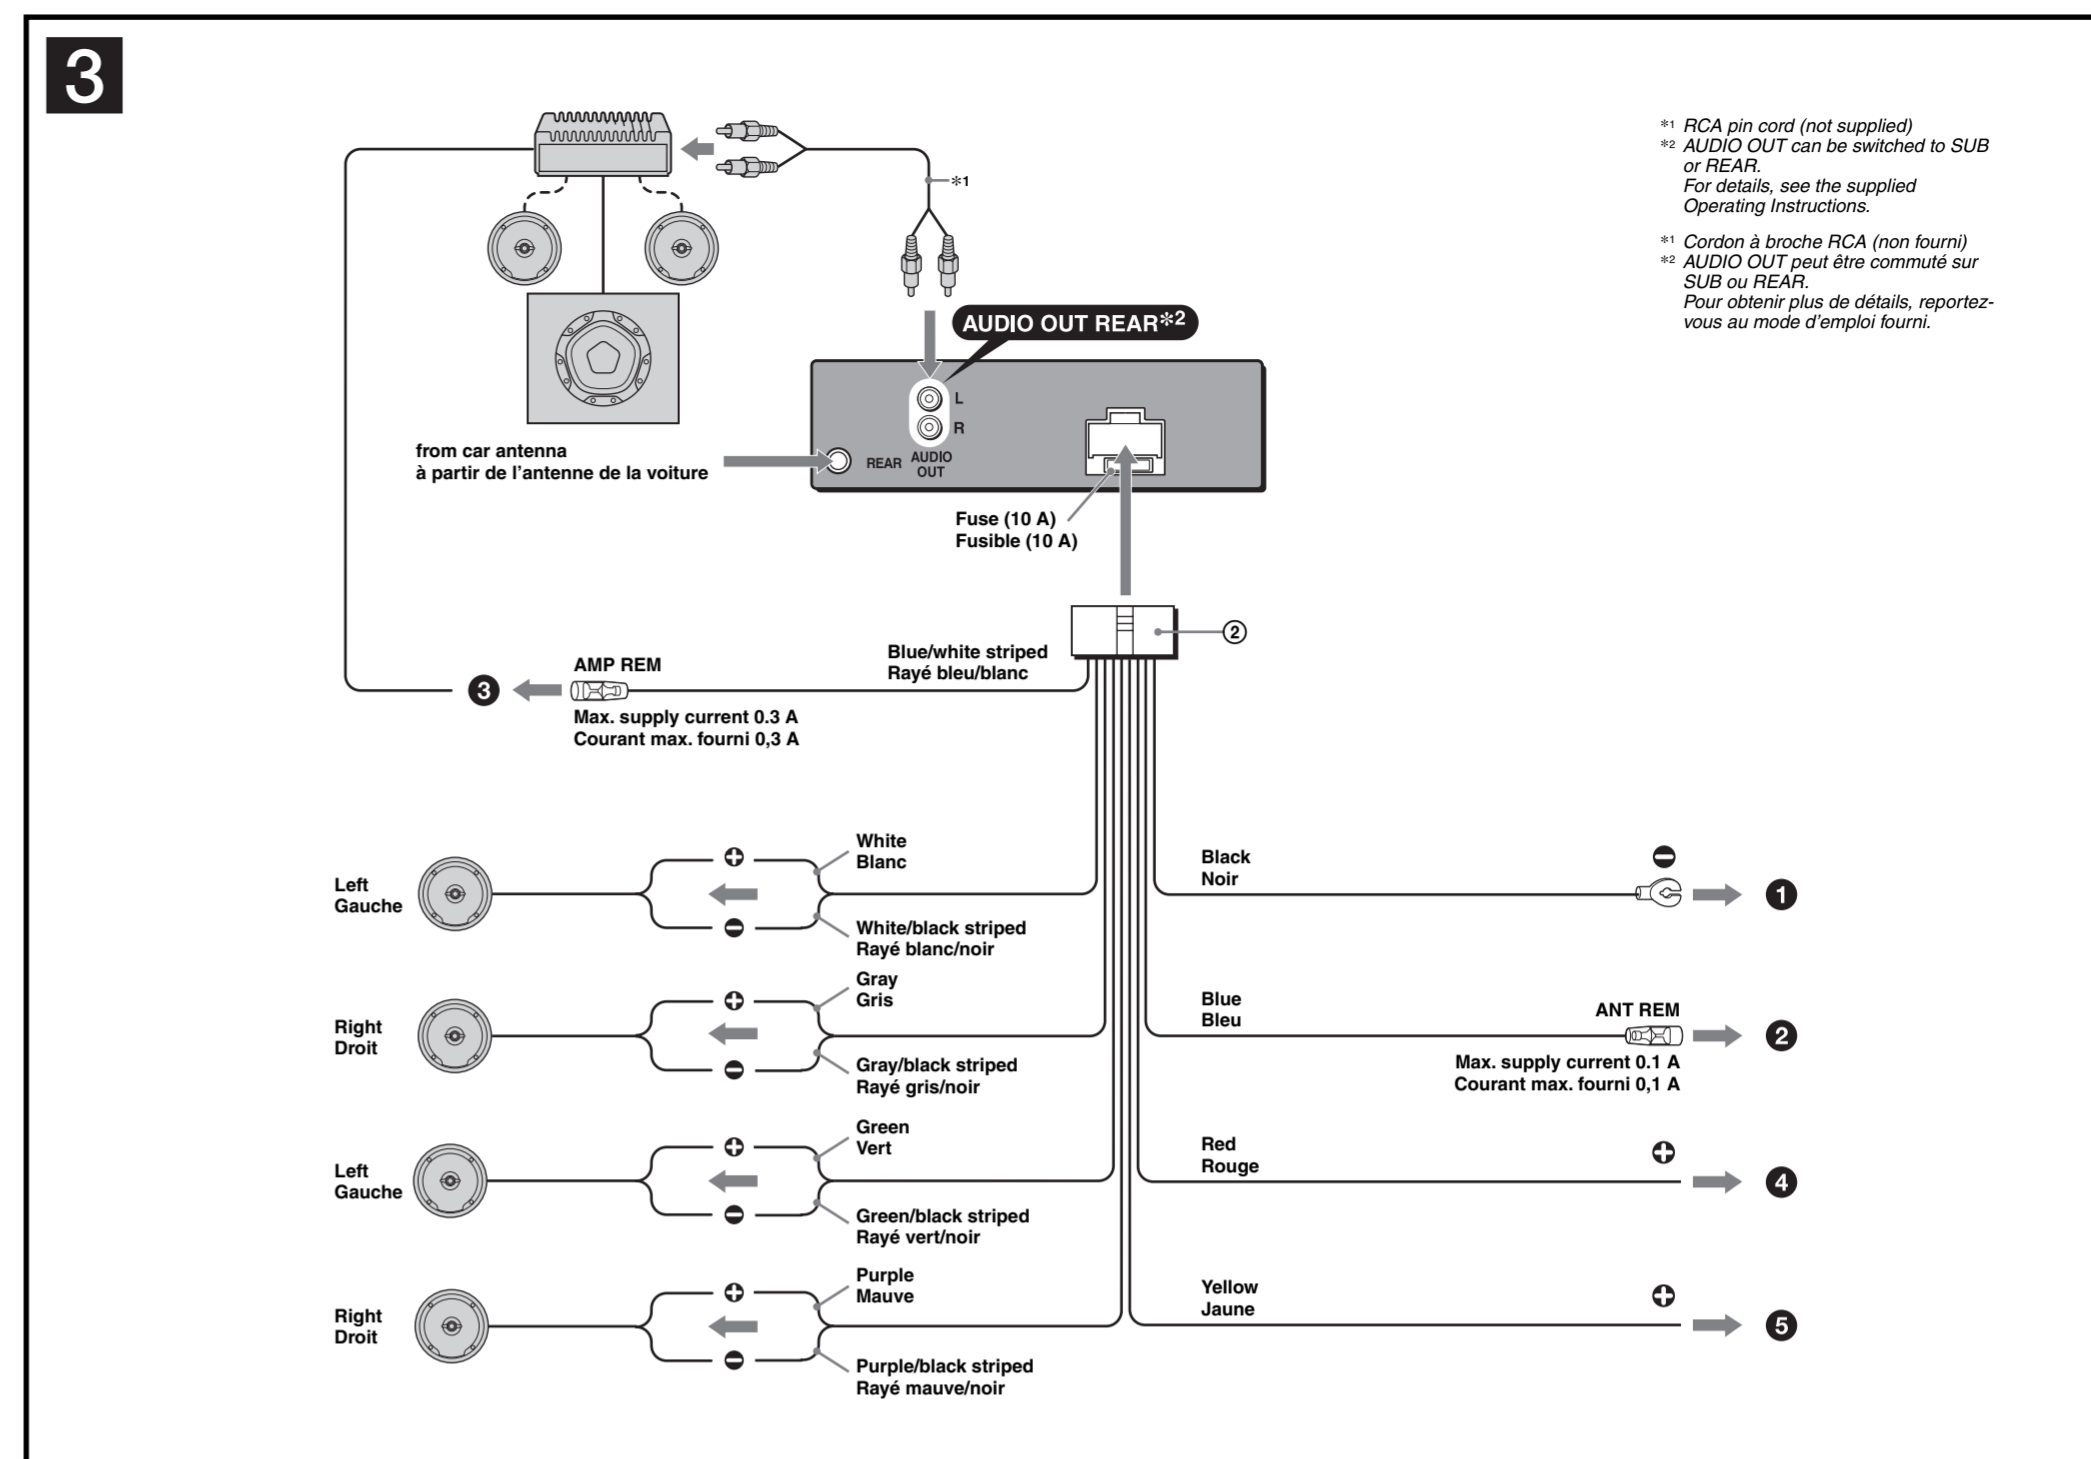 3
*1 RCA pin cord (not supplied)
*2 AUDIO OUT can be switched to SUB
or REAR.
For details, see the supplied
Operating Instructions.
*1 Cordon à broche RCA (non fourni)
*2 AUDIO OUT peut être commuté sur
SUB ou REAR.
Pour obtenir plus de détails, reportez-
vous au mode d'emploi fourni.
*1
AUDIO OUT REAR*2
L
R
REAR
AUDIO
OUT
from car antenna
à partir de l'antenne de la voiture
Fuse (10 A)
Fusible (10 A)
②
Blue/white striped
Rayé bleu/blanc
AMP REM
❸
Max. supply current 0.3 A
Courant max. fourni 0,3 A
Left
Gauche
+
−
White
Blanc
White/black striped
Rayé blanc/noir
Right
Droit
+
−
Gray
Gris
Gray/black striped
Rayé gris/noir
Left
Gauche
+
−
Green
Vert
Green/black striped
Rayé vert/noir
Right
Droit
+
−
Purple
Mauve
Purple/black striped
Rayé mauve/noir
Black
Noir
−
❶
Blue
Bleu
ANT REM
❷
Max. supply current 0.1 A
Courant max. fourni 0,1 A
Red
Rouge
+
❹
Yellow
Jaune
+
❺